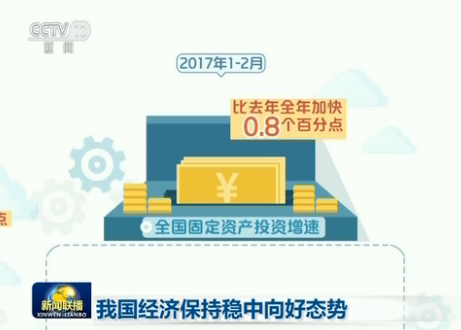 CCTV 13
新闻
2017年1-2月
比去年全年加快
0.8个百分点
¥
全国固定资产投资增速
点
新闻联播
XINWEN-LIANBO
我国经济保持稳中向好态势